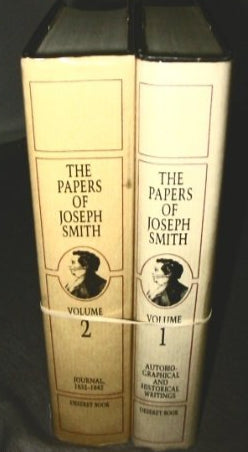 THE
PAPERS
OF
JOSEPH
SMITH
VOLUME
2
JOURNAL,
1832-1842
DESERET BOOK
THE
PAPERS
OF
JOSEPH
SMITH
VOLUME
1
AUTOBIO-
GRAPHICAL
AND
HISTORICAL
WRITINGS
DESERET BOOK